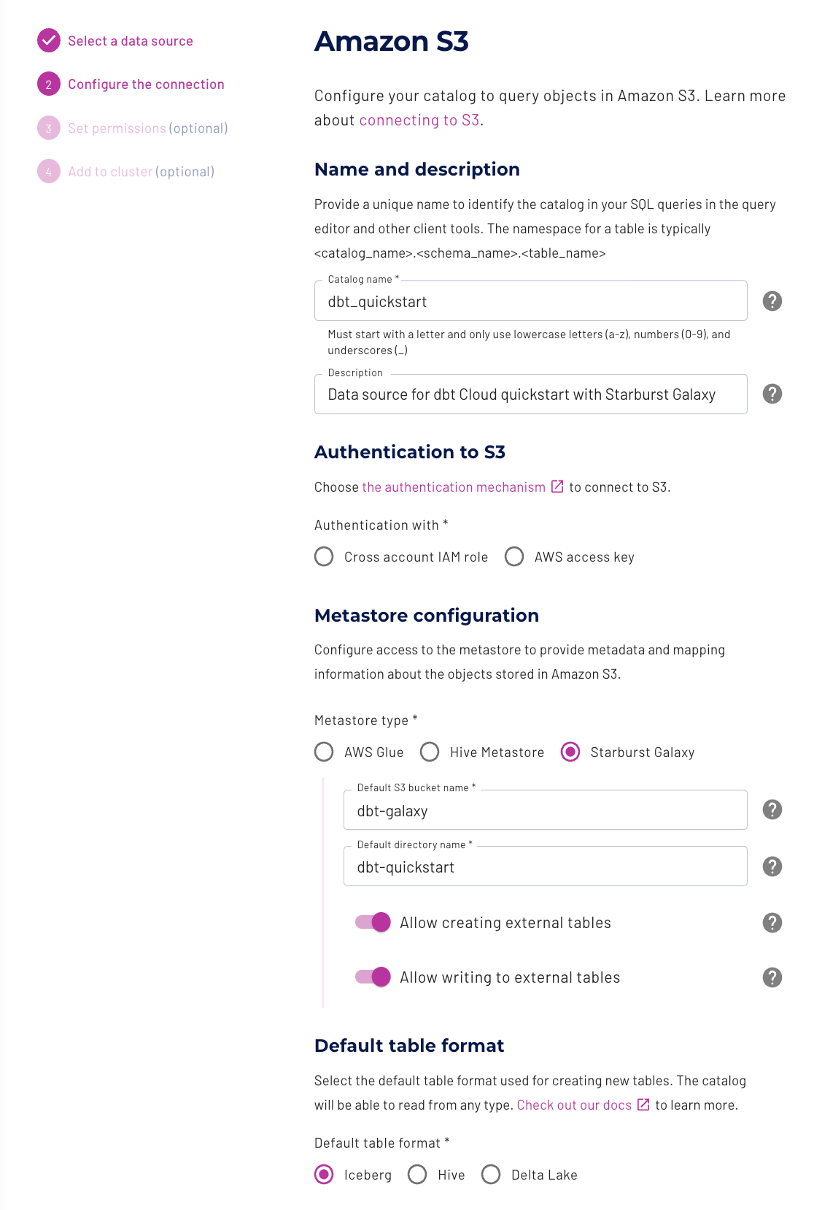 Select a data source
2 Configure the connection
3 Set permissions (optional)
4 Add to cluster (optional)
Amazon S3
Configure your catalog to query objects in Amazon S3. Learn more
about connecting to S3.
Name and description
Provide a unique name to identify the catalog in your SQL queries in the query
editor and other client tools. The namespace for a table is typically
<catalog_name>.<schema_name>.<table_name>
Catalog name *
dbt_quickstart
?
Must start with a letter and only use lowercase letters (a-z), numbers (0-9), and
underscores (_)
Description
Data source for dbt Cloud quickstart with Starburst Galaxy
?
Authentication to S3
Choose the authentication mechanism to connect to S3.
Authentication with *
Cross account IAM role AWS access key
Metastore configuration
Configure access to the metastore to provide metadata and mapping
information about the objects stored in Amazon S3.
Metastore type *
AWS Glue Hive Metastore Starburst Galaxy
Default S3 bucket name *
dbt-galaxy
?
Default directory name *
dbt-quickstart
?
Allow creating external tables ?
Allow writing to external tables ?
Default table format
Select the default table format used for creating new tables. The catalog
will be able to read from any type. Check out our docs to learn more.
Default table format *
Iceberg Hive Delta Lake